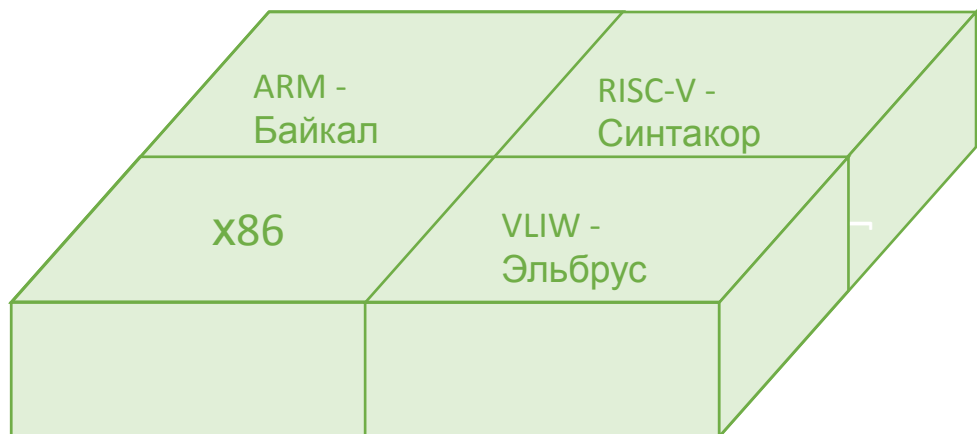 ARM -
Байкал
RISC-V -
Синтакор
x86
VLIW -
Эльбрус